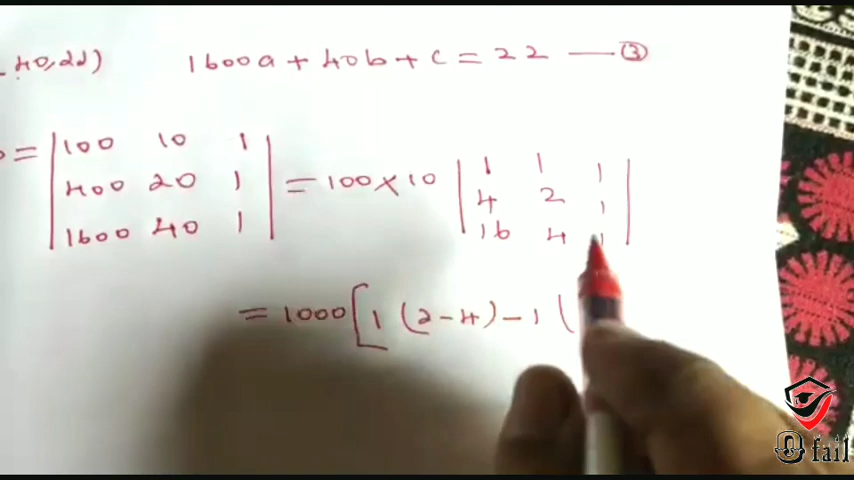 40,22) 1600a + 40b + c = 22 — ③
= | 100 10 1 | = 100 × 10 | 1 1 1 |
| 400 20 1 | | 4 2 1 |
| 1600 40 1 | | 16 4 1 |
= 1000 [ 1 (2 - 4) - 1 (
0 fail